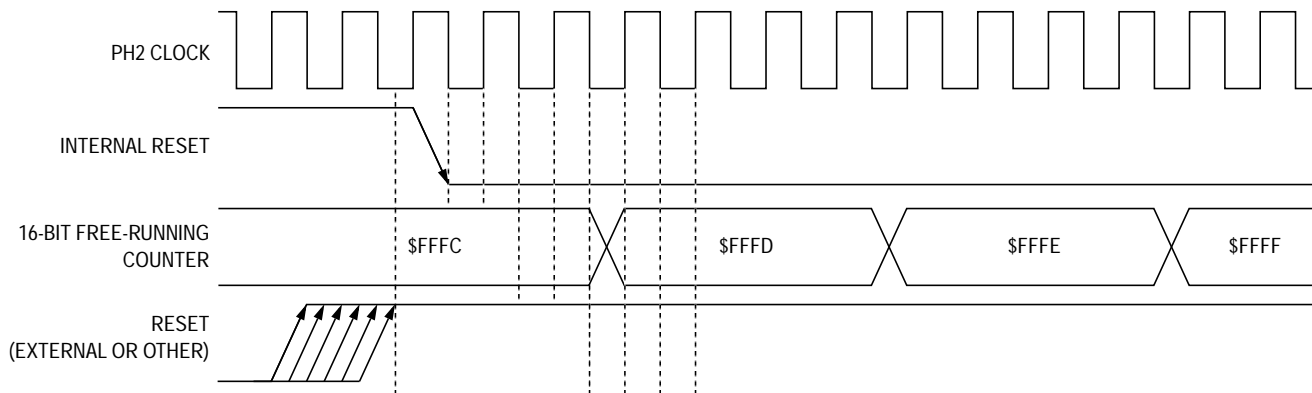 PH2 CLOCK
INTERNAL RESET
16-BIT FREE-RUNNING
COUNTER
$FFFC
$FFFD
$FFFE
$FFFF
RESET
(EXTERNAL OR OTHER)